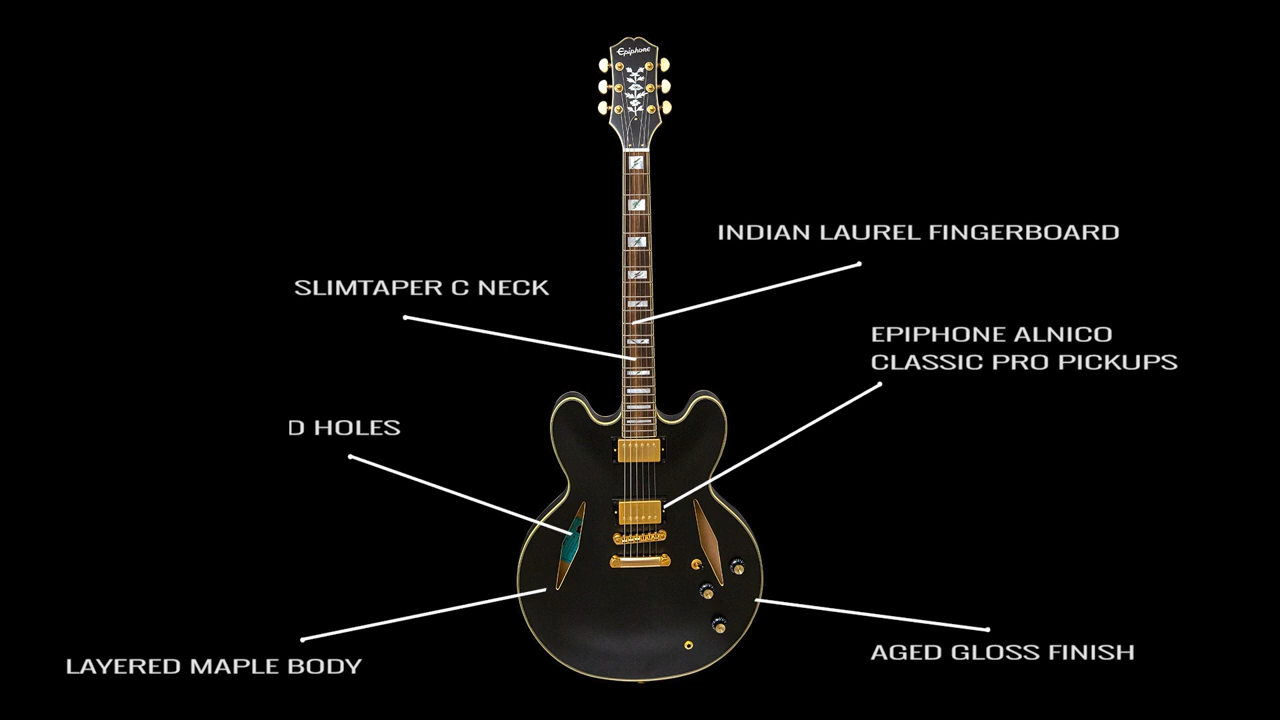 Epiphone
INDIAN LAUREL FINGERBOARD
SLIMTAPER C NECK
EPIPHONE ALNICO
CLASSIC PRO PICKUPS
D HOLES
LAYERED MAPLE BODY
AGED GLOSS FINISH